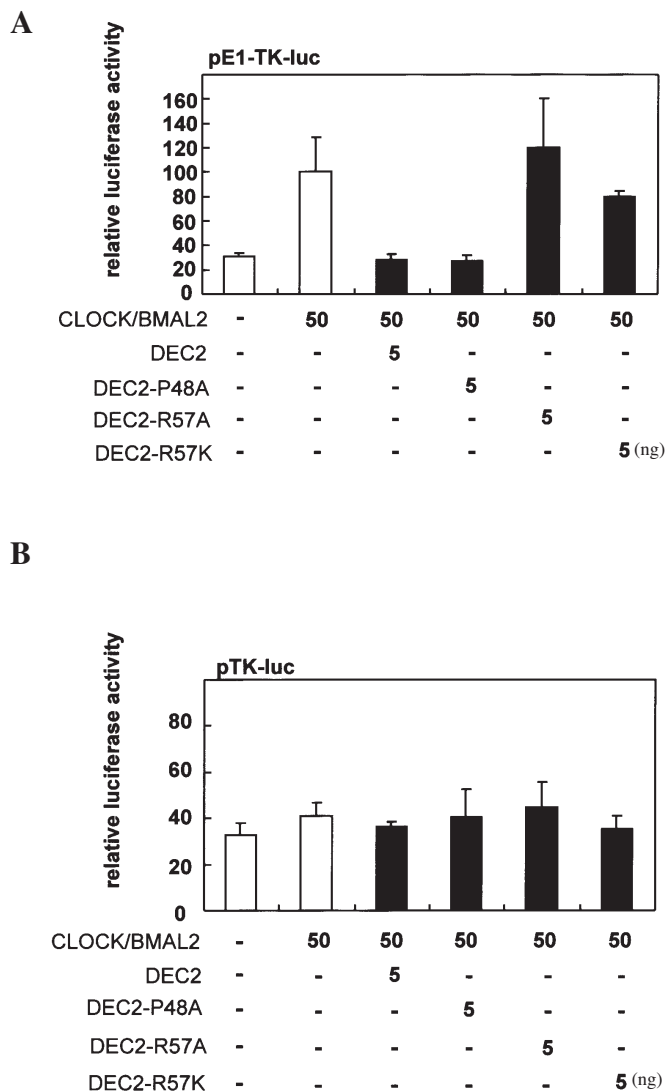 A
pE1-TK-luc
relative luciferase activity
160
140
120
100
80
60
40
20
0
CLOCK/BMAL2 - 50 50 50 50 50
DEC2 - - 5 - - -
DEC2-P48A - - - 5 - -
DEC2-R57A - - - - 5 -
DEC2-R57K - - - - - 5 (ng)
B
pTK-luc
relative luciferase activity
80
60
40
20
0
CLOCK/BMAL2 - 50 50 50 50 50
DEC2 - - 5 - - -
DEC2-P48A - - - 5 - -
DEC2-R57A - - - - 5 -
DEC2-R57K - - - - - 5 (ng)